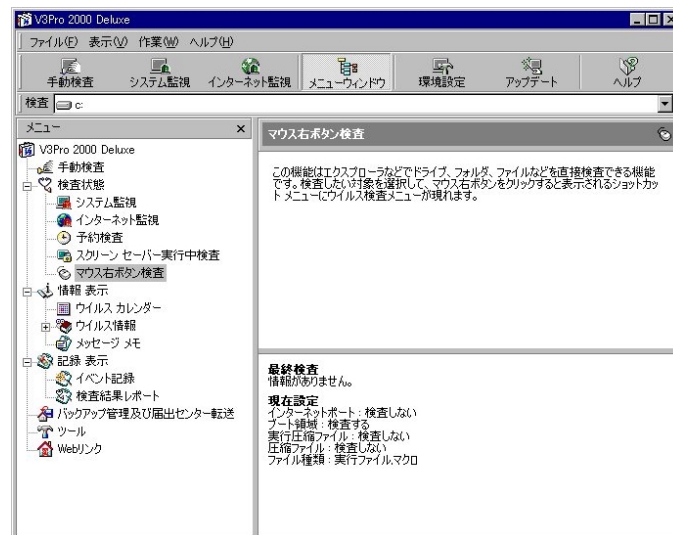 V3Pro 2000 Deluxe
ファイル(F) 表示(V) 作業(W) ヘルプ(H)
手動検査 システム監視 インターネット監視 メニューウィンドウ 環境設定 アップデート ヘルプ
検査 c:
メニュー
V3Pro 2000 Deluxe
手動検査
検査状態
システム監視
インターネット監視
予約検査
スクリーン セーバー実行中検査
マウス右ボタン検査
情報 表示
ウイルス カレンダー
ウイルス情報
メッセージ メモ
記録 表示
イベント記録
検査結果レポート
バックアップ管理及び届出センター転送
ツール
Webリンク
マウス右ボタン検査
この機能はエクスプローラなどでドライブ、フォルダ、ファイルなどを直接検査できる機能
です。検査したい対象を選択して、マウス右ボタンをクリックすると表示されるショットカッ
ト メニューにウイルス検査メニューが現れます。
最終検査
情報がありません。
現在設定
インターネットポート : 検査しない
ブート領域 : 検査する
実行圧縮ファイル : 検査しない
圧縮ファイル : 検査しない
ファイル種類 : 実行ファイル,マクロ